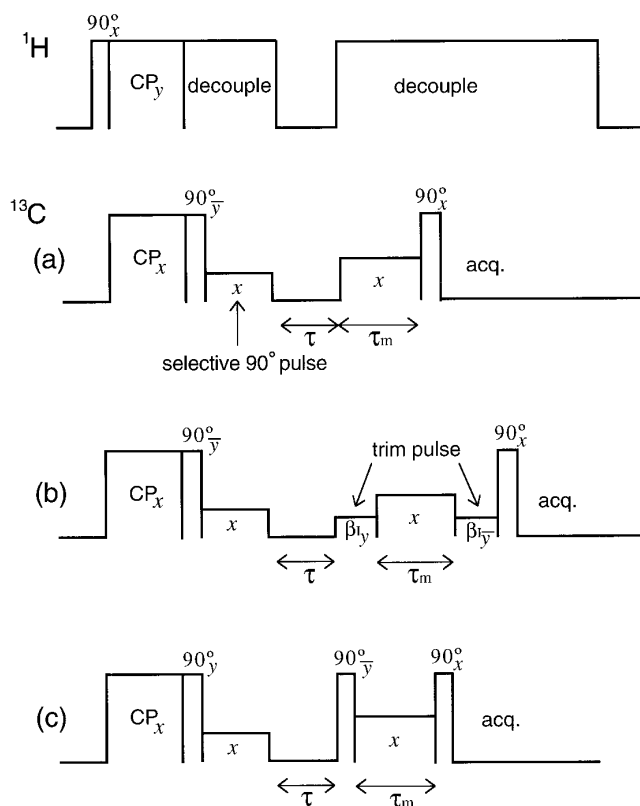 ¹H
90°x
CPy
decouple
decouple
¹³C
(a)
CPx
90°y̅
x
x
90°x
acq.
τ
τm
selective 90° pulse
(b)
CPx
90°y̅
x
trim pulse
βIy
x
βIy̅
90°x
acq.
τ
τm
(c)
CPx
90°y
x
90°y̅
x
90°x
acq.
τ
τm